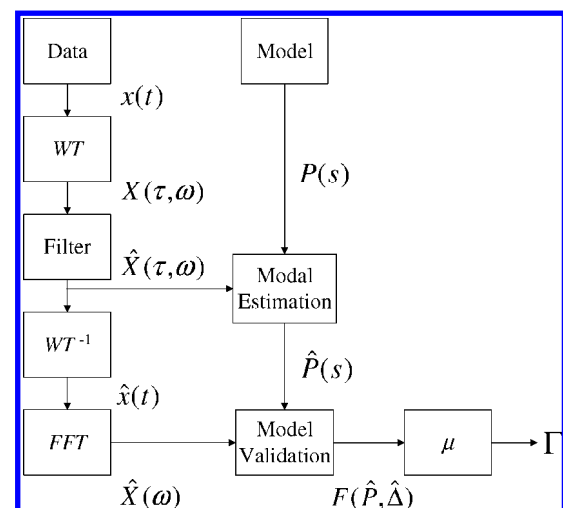 Data
Model
x(t)
WT
P(s)
X(τ,ω)
Filter
X̂(τ,ω)
Modal
Estimation
WT⁻¹
P̂(s)
x̂(t)
FFT
Model
Validation
μ
Γ
X̂(ω)
F(P̂,Δ̂)